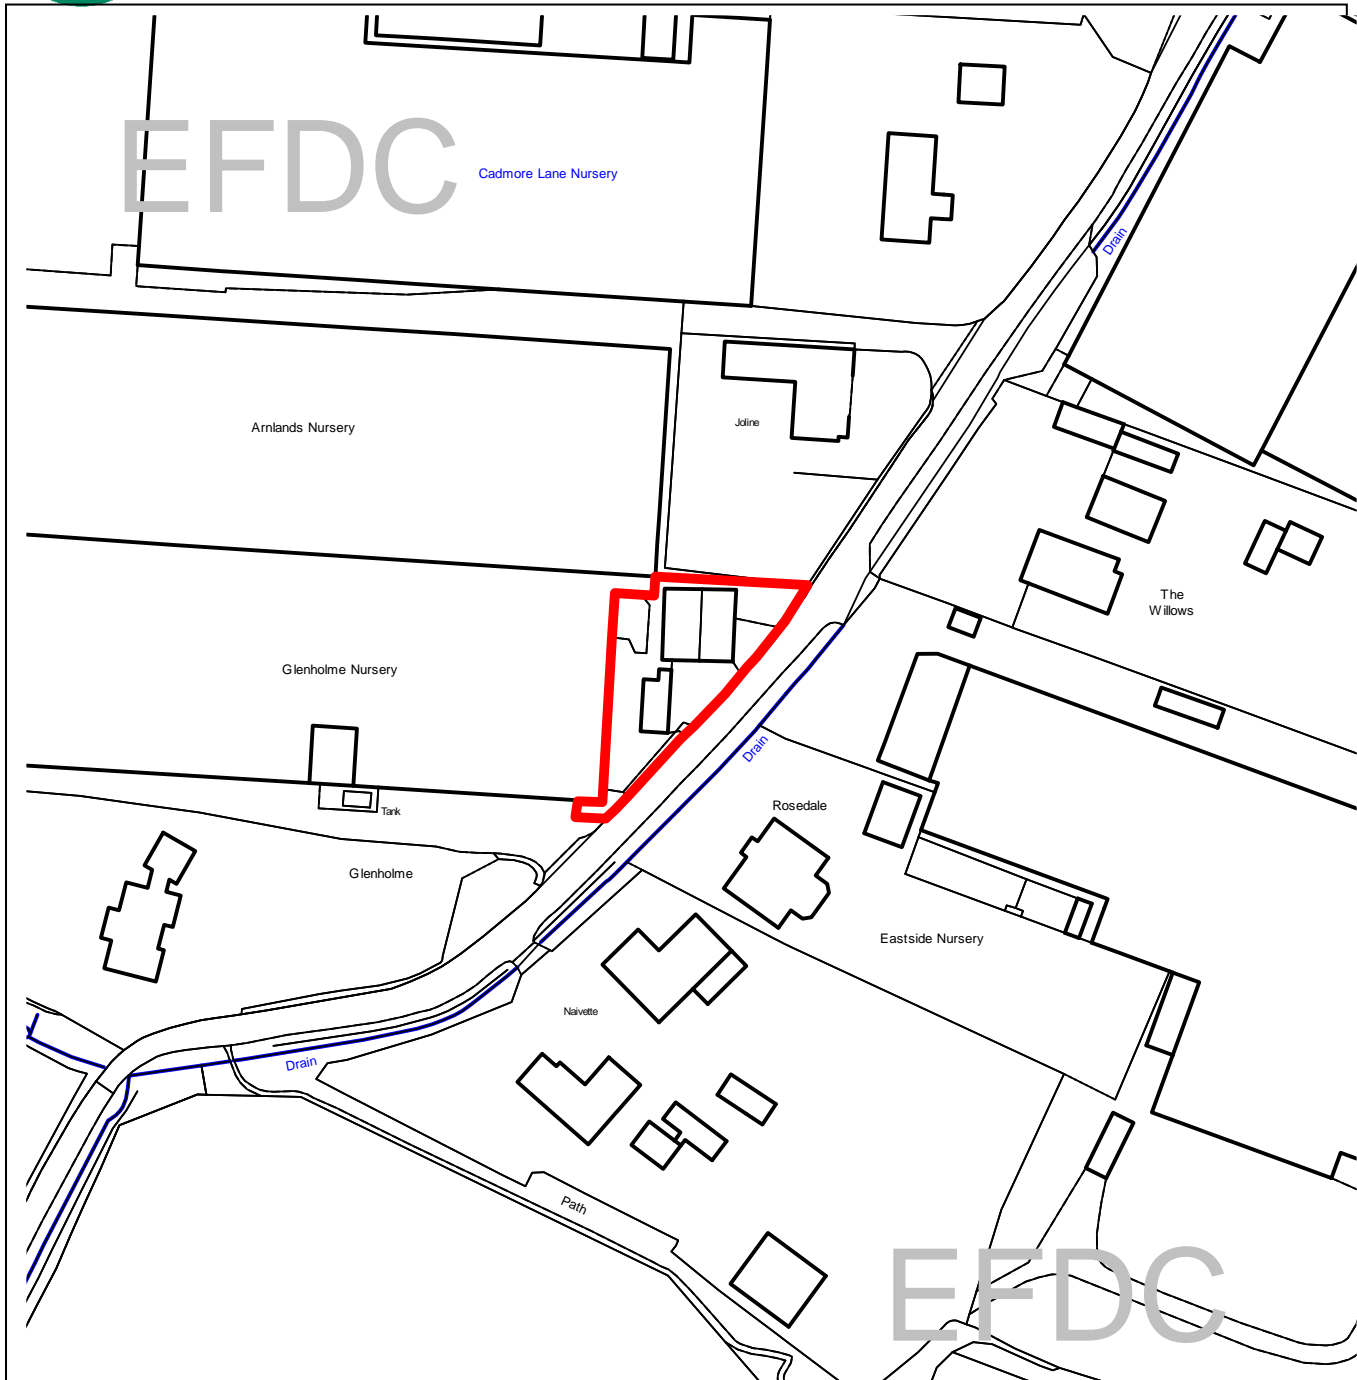 EFDC
Cadmore Lane Nursery
Drain
Arnlands Nursery
Joline
The
Willows
Glenholme Nursery
Drain
Rosedale
Tank
Glenholme
Eastside Nursery
Naivette
Drain
Path
EFDC